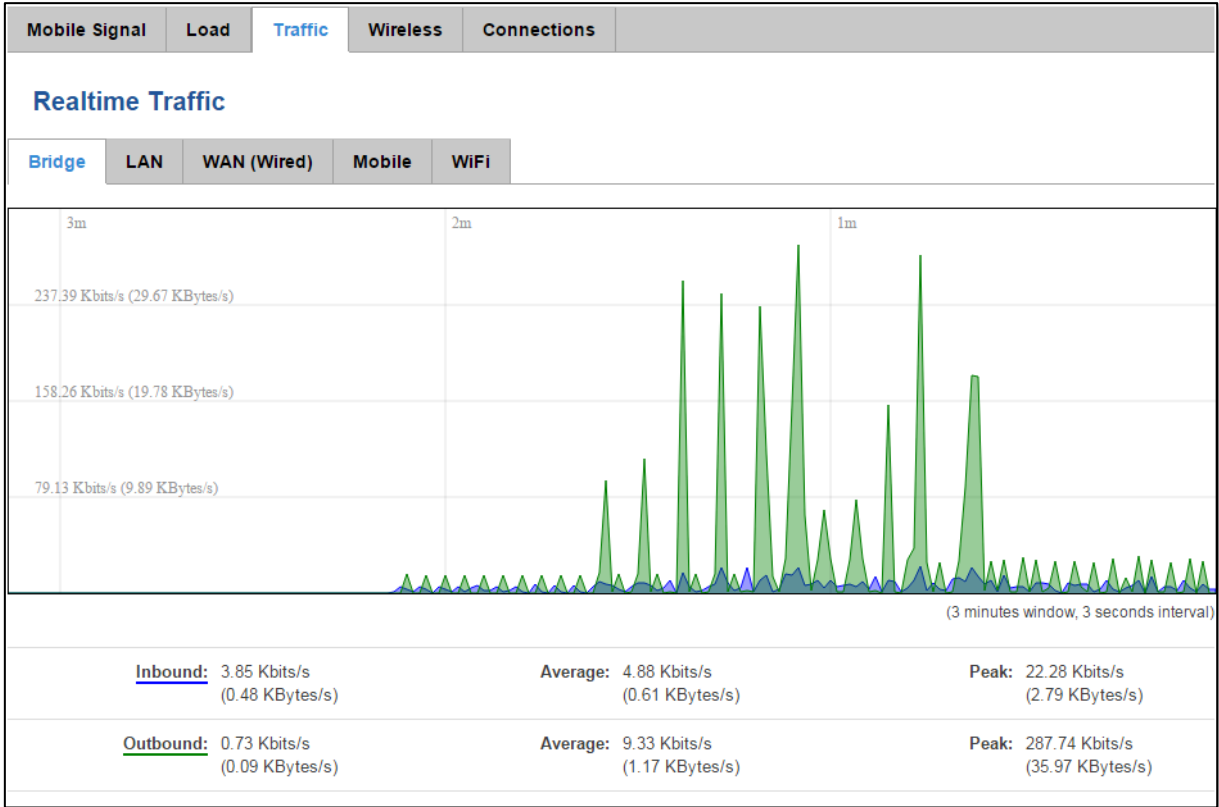 Mobile Signal Load Traffic Wireless Connections
Realtime Traffic
Bridge LAN WAN (Wired) Mobile WiFi
3m 2m 1m
237.39 Kbits/s (29.67 KBytes/s)
158.26 Kbits/s (19.78 KBytes/s)
79.13 Kbits/s (9.89 KBytes/s)
(3 minutes window, 3 seconds interval)
Inbound: 3.85 Kbits/s Average: 4.88 Kbits/s Peak: 22.28 Kbits/s
(0.48 KBytes/s) (0.61 KBytes/s) (2.79 KBytes/s)
Outbound: 0.73 Kbits/s Average: 9.33 Kbits/s Peak: 287.74 Kbits/s
(0.09 KBytes/s) (1.17 KBytes/s) (35.97 KBytes/s)